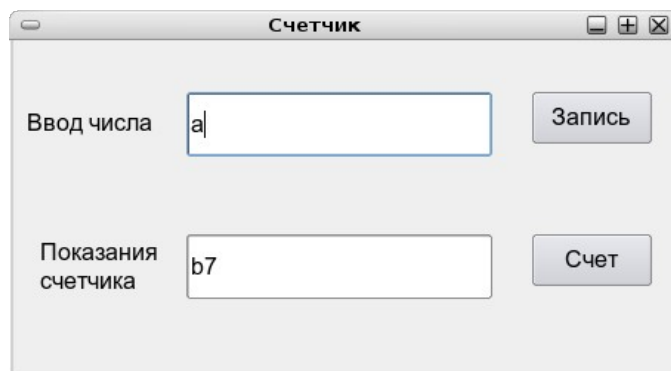 Счетчик
Ввод числа
a
Запись
Показания
счетчика
b7
Счет